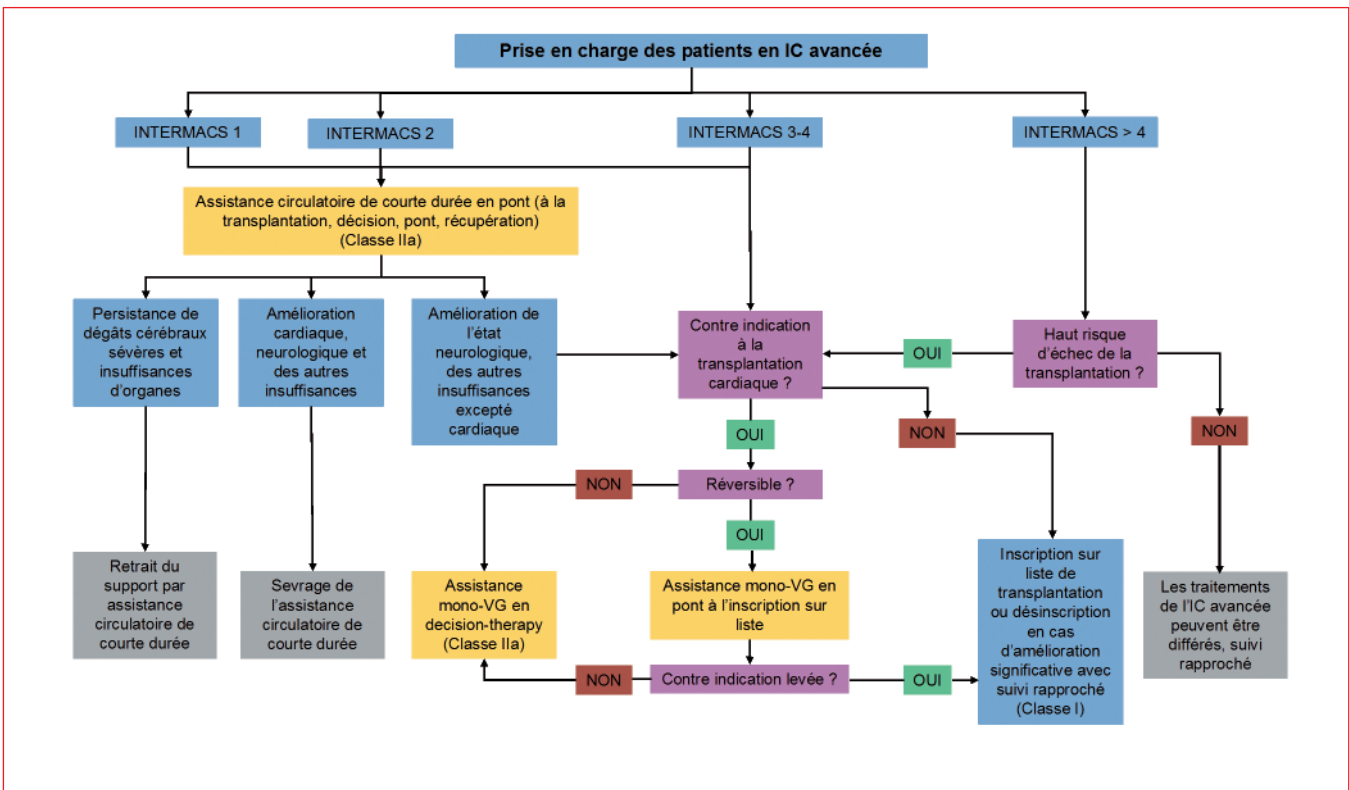 Prise en charge des patients en IC avancée
INTERMACS 1
INTERMACS 2
INTERMACS 3-4
INTERMACS > 4
Assistance circulatoire de courte durée en pont (à la
transplantation, décision, pont, récupération)
(Classe IIa)
Persistance de
dégâts cérébraux
sévères et
insuffisances
d'organes
Amélioration
cardiaque,
neurologique et
des autres
insuffisances
Amélioration de
l'état
neurologique,
des autres
insuffisances
excepté
cardiaque
Contre indication
à la
transplantation
cardiaque ?
OUI
Haut risque
d'échec de la
transplantation ?
OUI
NON
NON
NON
Réversible ?
OUI
Retrait du
support par
assistance
circulatoire de
courte durée
Sevrage de
l'assistance
circulatoire de
courte durée
Assistance
mono-VG en
decision-therapy
(Classe IIa)
Assistance mono-VG en
pont à l'inscription sur
liste
Inscription sur
liste de
transplantation
ou désinscription
en cas
d'amélioration
significative avec
suivi rapproché
(Classe I)
Les traitements
de l'IC avancée
peuvent être
différés, suivi
rapproché
NON
Contre indication levée ?
OUI